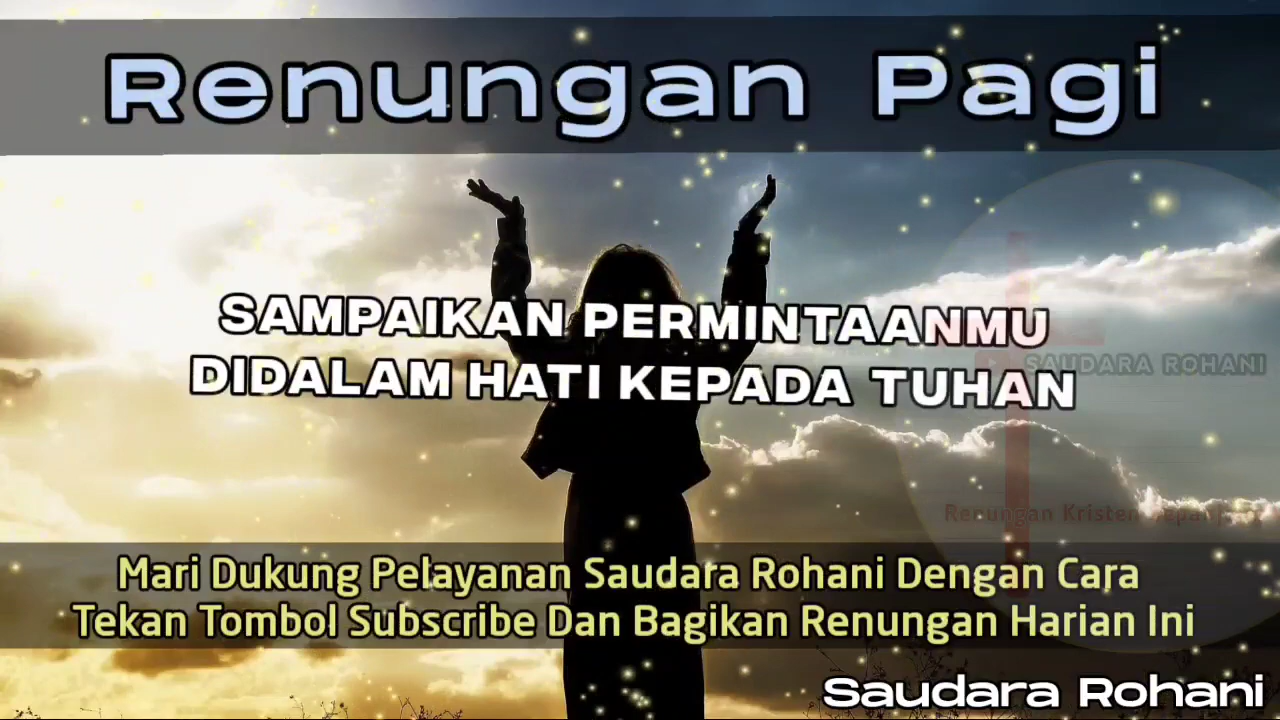 Renungan Pagi
SAMPAIKAN PERMINTAANMU
DIDALAM HATI KEPADA TUHAN
SAUDARA ROHANI
Renungan Kristen
Mari Dukung Pelayanan Saudara Rohani Dengan Cara
Tekan Tombol Subscribe Dan Bagikan Renungan Harian Ini
Saudara Rohani